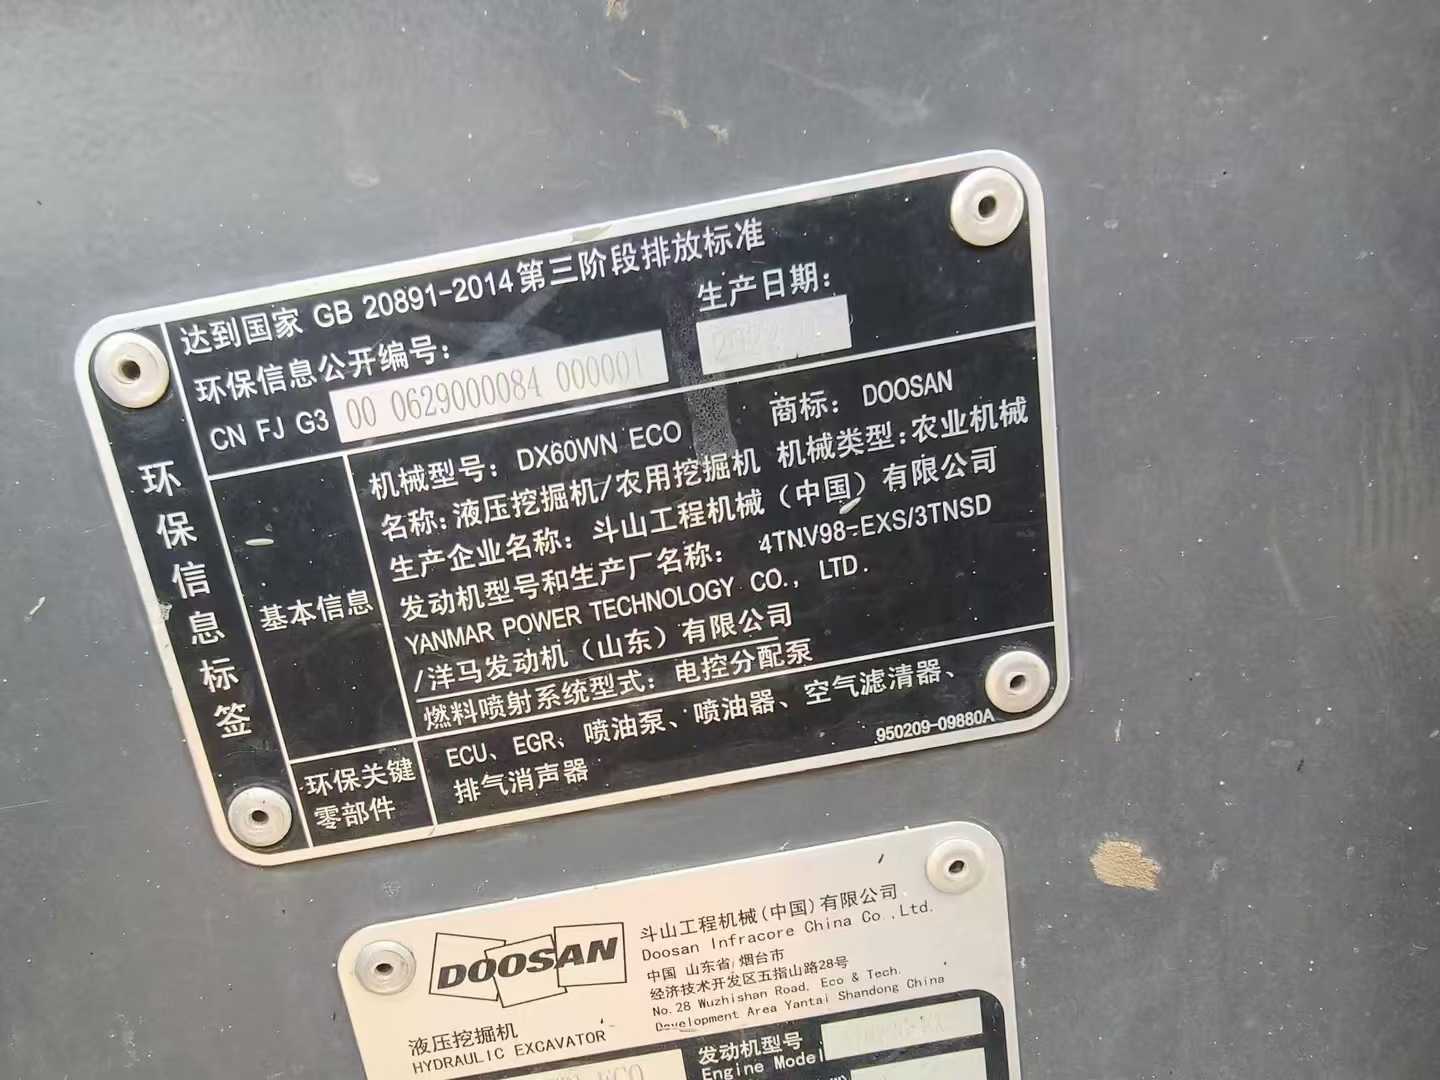 达到国家 GB 20891-2014第三阶段排放标准
环保信息公开编号:
生产日期:
CN FJ G3 00 0629000084 000001
环保信息标签
基本信息
机械型号: DX60WN ECO 商标: DOOSAN
名称:液压挖掘机/农用挖掘机 机械类型:农业机械
生产企业名称: 斗山工程机械（中国）有限公司
发动机型号和生产厂名称: 4TNV98-EXS/3TNSD
YANMAR POWER TECHNOLOGY CO., LTD.
/洋马发动机（山东）有限公司
燃料喷射系统型式: 电控分配泵
环保关键
零部件
ECU、EGR、喷油泵、喷油器、空气滤清器、
排气消声器
950209-09880A
DOOSAN
斗山工程机械(中国)有限公司
Doosan Infracore China Co.,Ltd.
中国 山东省 烟台市
经济技术开发区五指山路28号
No.28 Wuzhishan Road, Eco & Tech.
Development Area Yantai Shandong China
液压挖掘机
HYDRAULIC EXCAVATOR
发动机型号
Engine Model
ECO